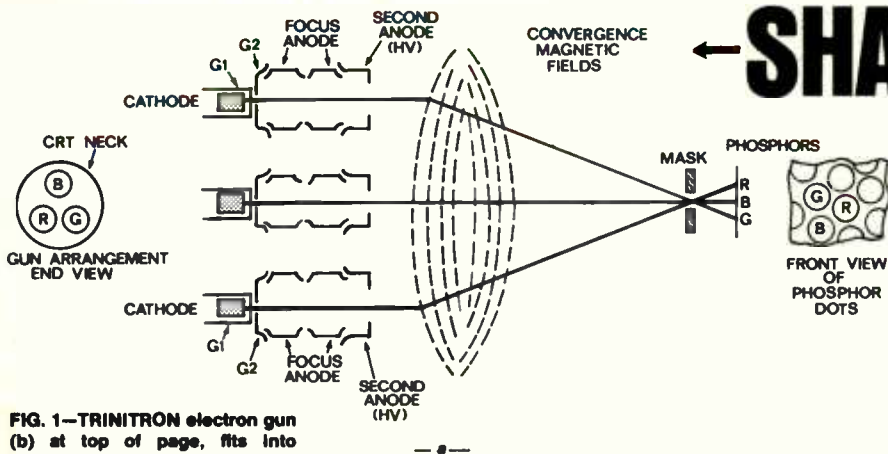 FOCUS
ANODE
SECOND
ANODE
(HV)
G2
G1
CATHODE
CONVERGENCE
MAGNETIC
FIELDS
SHA
CRT NECK
B
R G
GUN ARRANGEMENT
END VIEW
MASK
PHOSPHORS
R
B
G
G
R
B
FRONT VIEW
OF
PHOSPHOR
DOTS
CATHODE
G1
G2
FOCUS
ANODE
SECOND
ANODE
(HV)
FIG. 1—TRINITRON electron gun
(b) at top of page, fits into